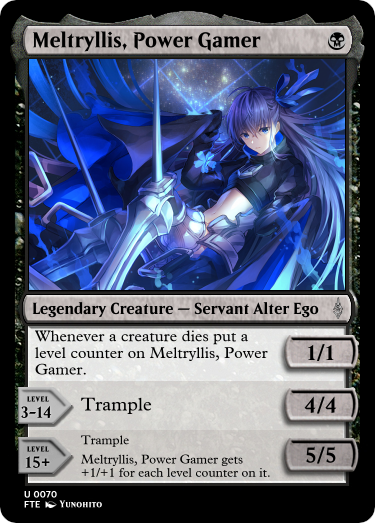 Meltryllis, Power Gamer
Legendary Creature — Servant Alter Ego
Whenever a creature dies put a
level counter on Meltryllis, Power
Gamer.
1/1
LEVEL
3-14
Trample
4/4
LEVEL
15+
Trample
Meltryllis, Power Gamer gets
+1/+1 for each level counter on it.
5/5
U 0070
FTE Yunohito